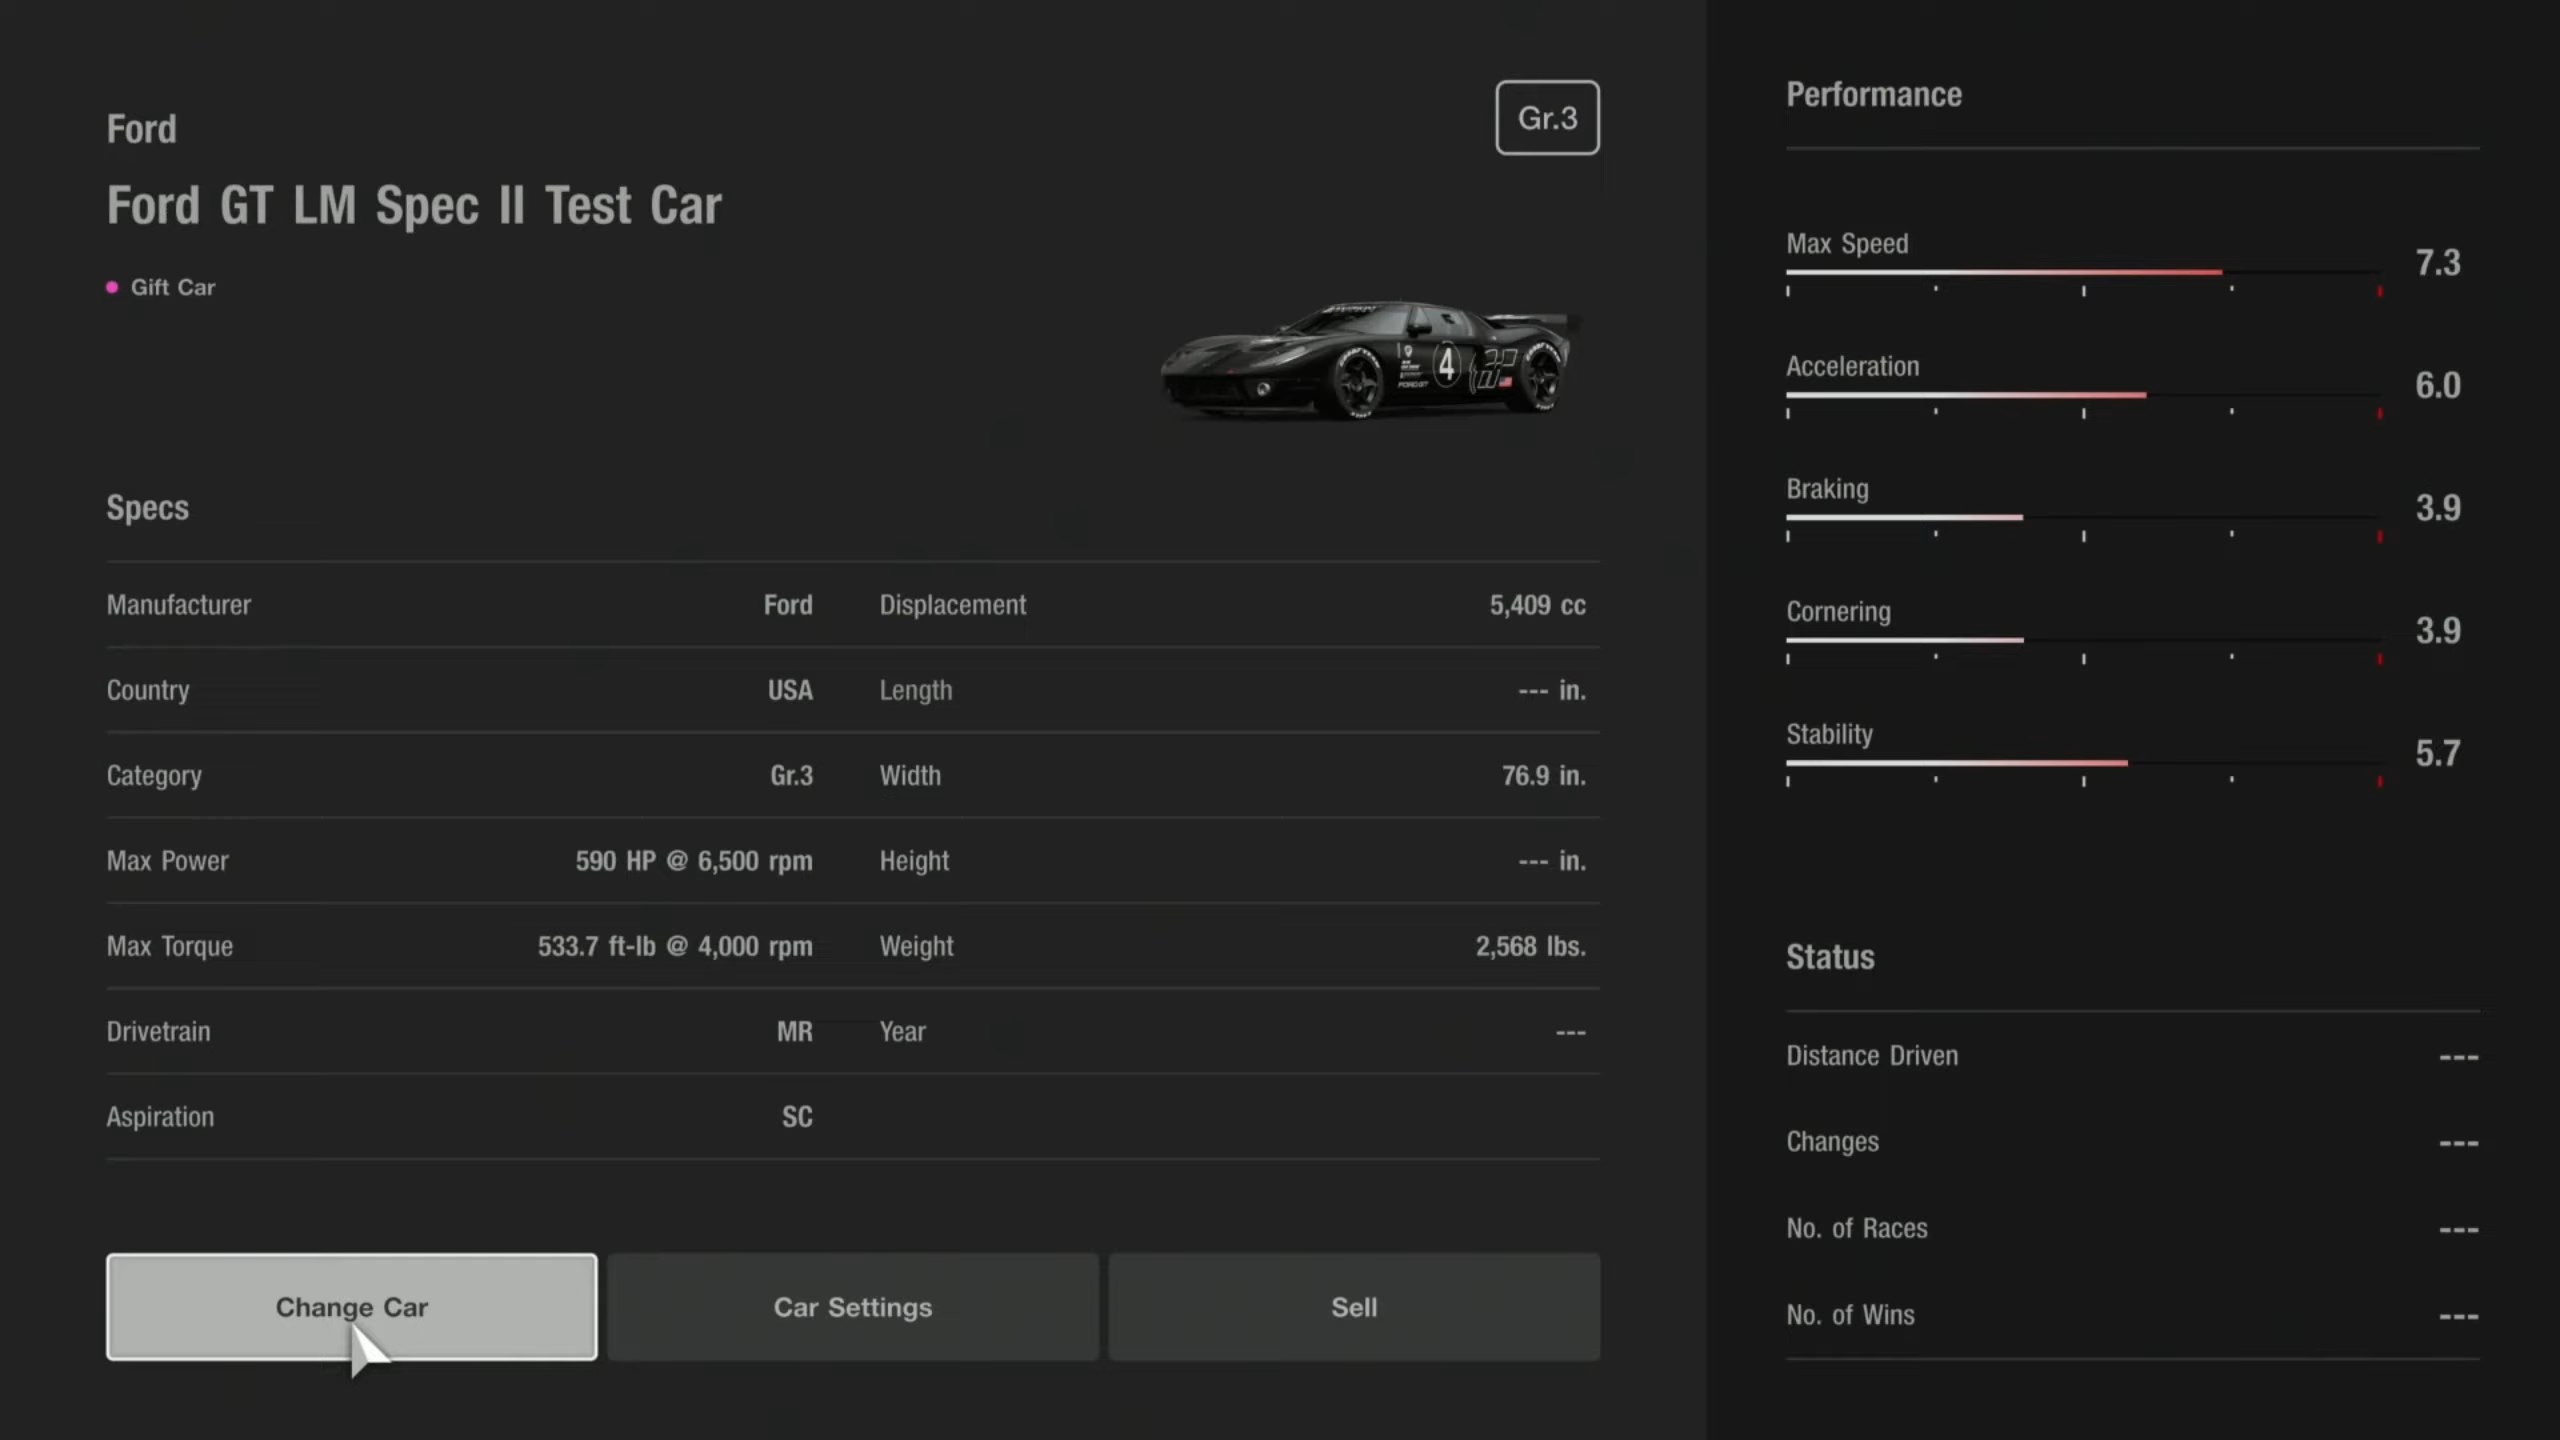 Ford
Gr.3
Ford GT LM Spec II Test Car
Gift Car
4
FORD GT
Specs
Manufacturer Ford Displacement 5,409 cc
Country USA Length --- in.
Category Gr.3 Width 76.9 in.
Max Power 590 HP @ 6,500 rpm Height --- in.
Max Torque 533.7 ft-lb @ 4,000 rpm Weight 2,568 lbs.
Drivetrain MR Year ---
Aspiration SC
Change Car Car Settings Sell
Performance
Max Speed 7.3
Acceleration 6.0
Braking 3.9
Cornering 3.9
Stability 5.7
Status
Distance Driven ---
Changes ---
No. of Races ---
No. of Wins ---